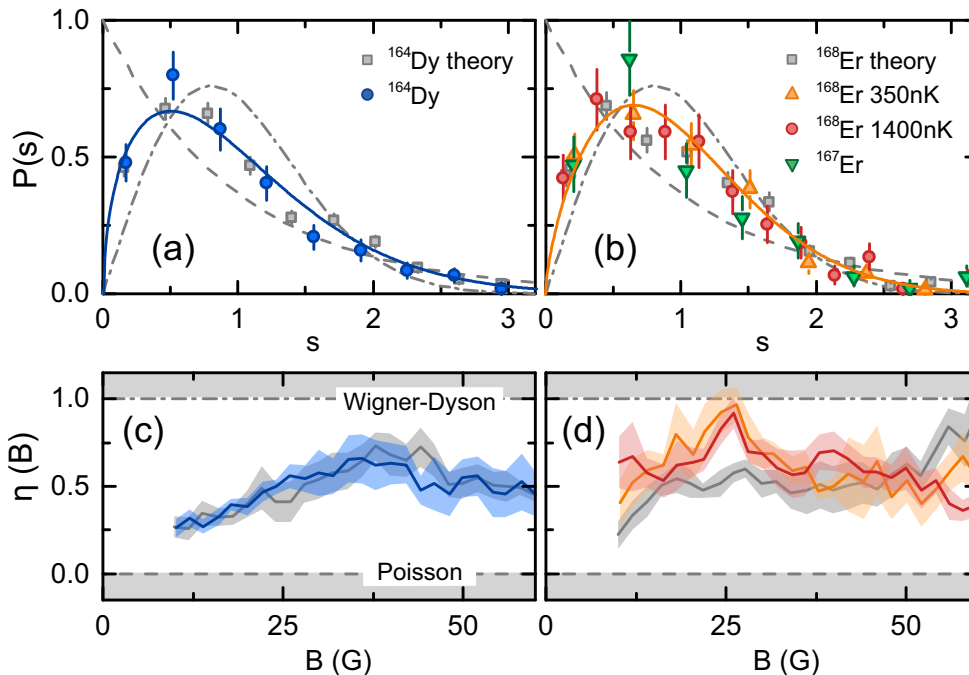 1.0
0.5
0.0
P(s)
0
1
2
3
s
(a)
¹⁶⁴Dy theory
¹⁶⁴Dy
0
1
2
3
s
(b)
¹⁶⁸Er theory
¹⁶⁸Er 350nK
¹⁶⁸Er 1400nK
¹⁶⁷Er
1.0
0.5
0.0
η (B)
(c)
Wigner-Dyson
(d)
Poisson
0
25
50
B (G)
0
25
50
B (G)